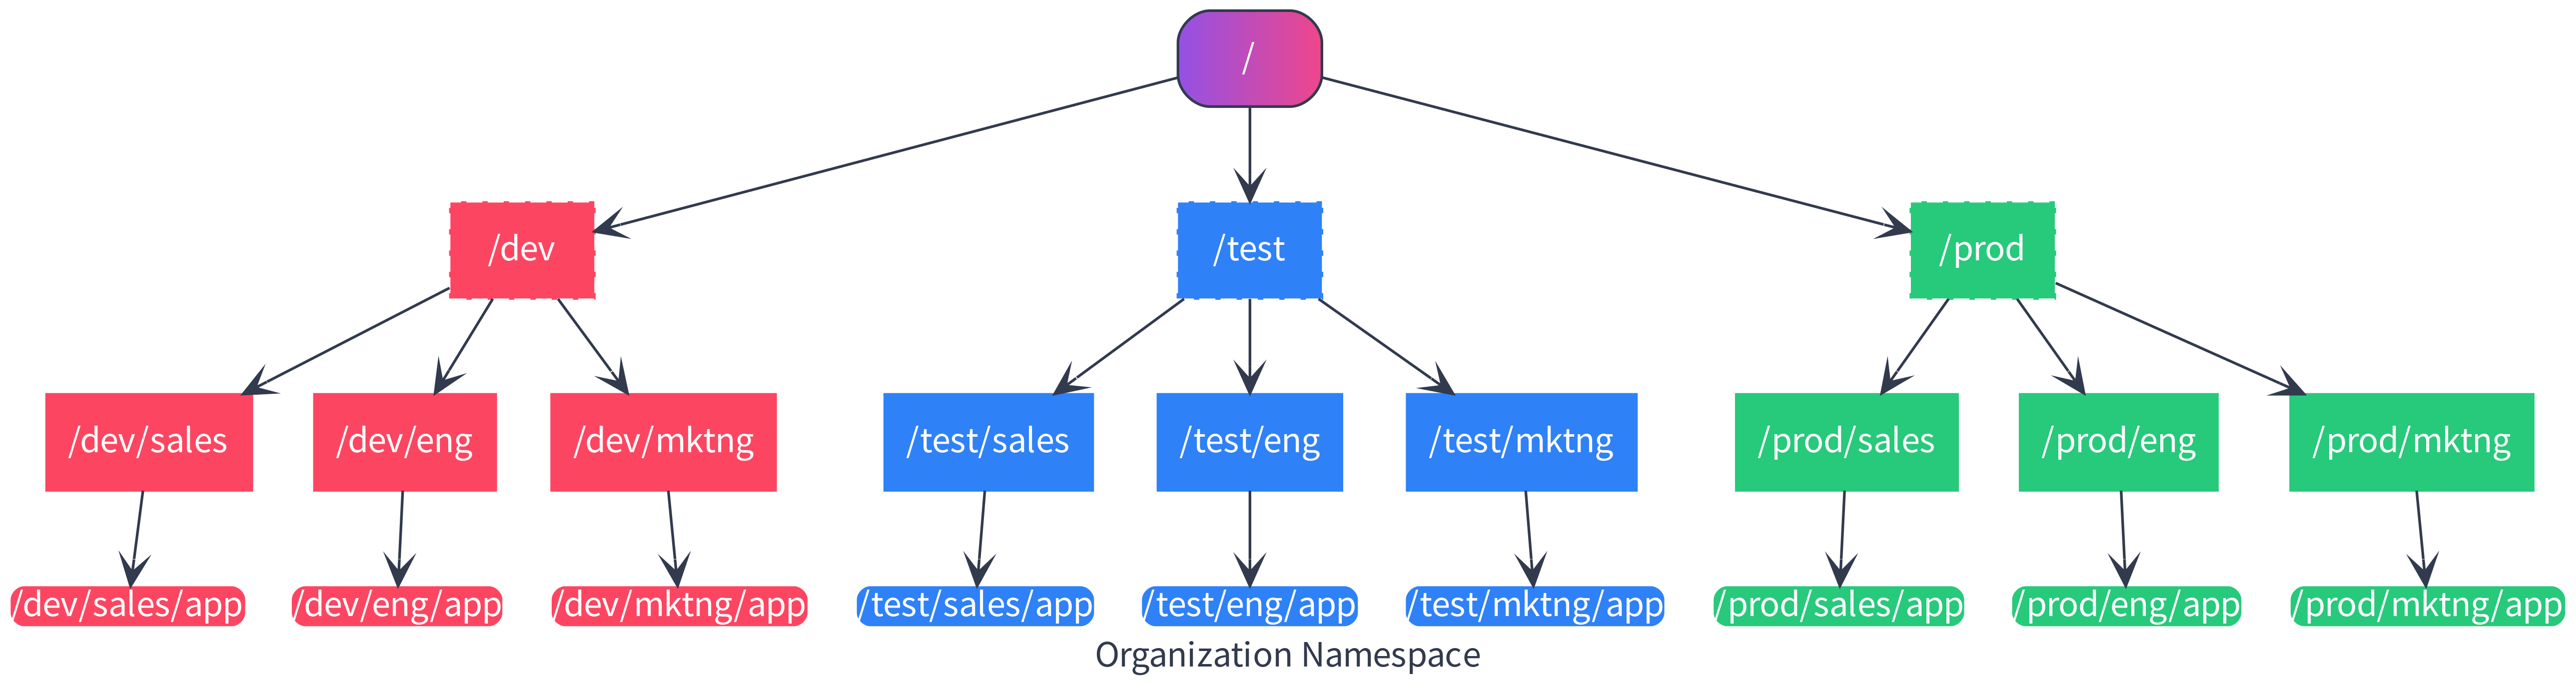 /
/dev
/test
/prod
/dev/sales
/dev/eng
/dev/mktng
/test/sales
/test/eng
/test/mktng
/prod/sales
/prod/eng
/prod/mktng
/dev/sales/app
/dev/eng/app
/dev/mktng/app
/test/sales/app
/test/eng/app
/test/mktng/app
/prod/sales/app
/prod/eng/app
/prod/mktng/app
Organization Namespace